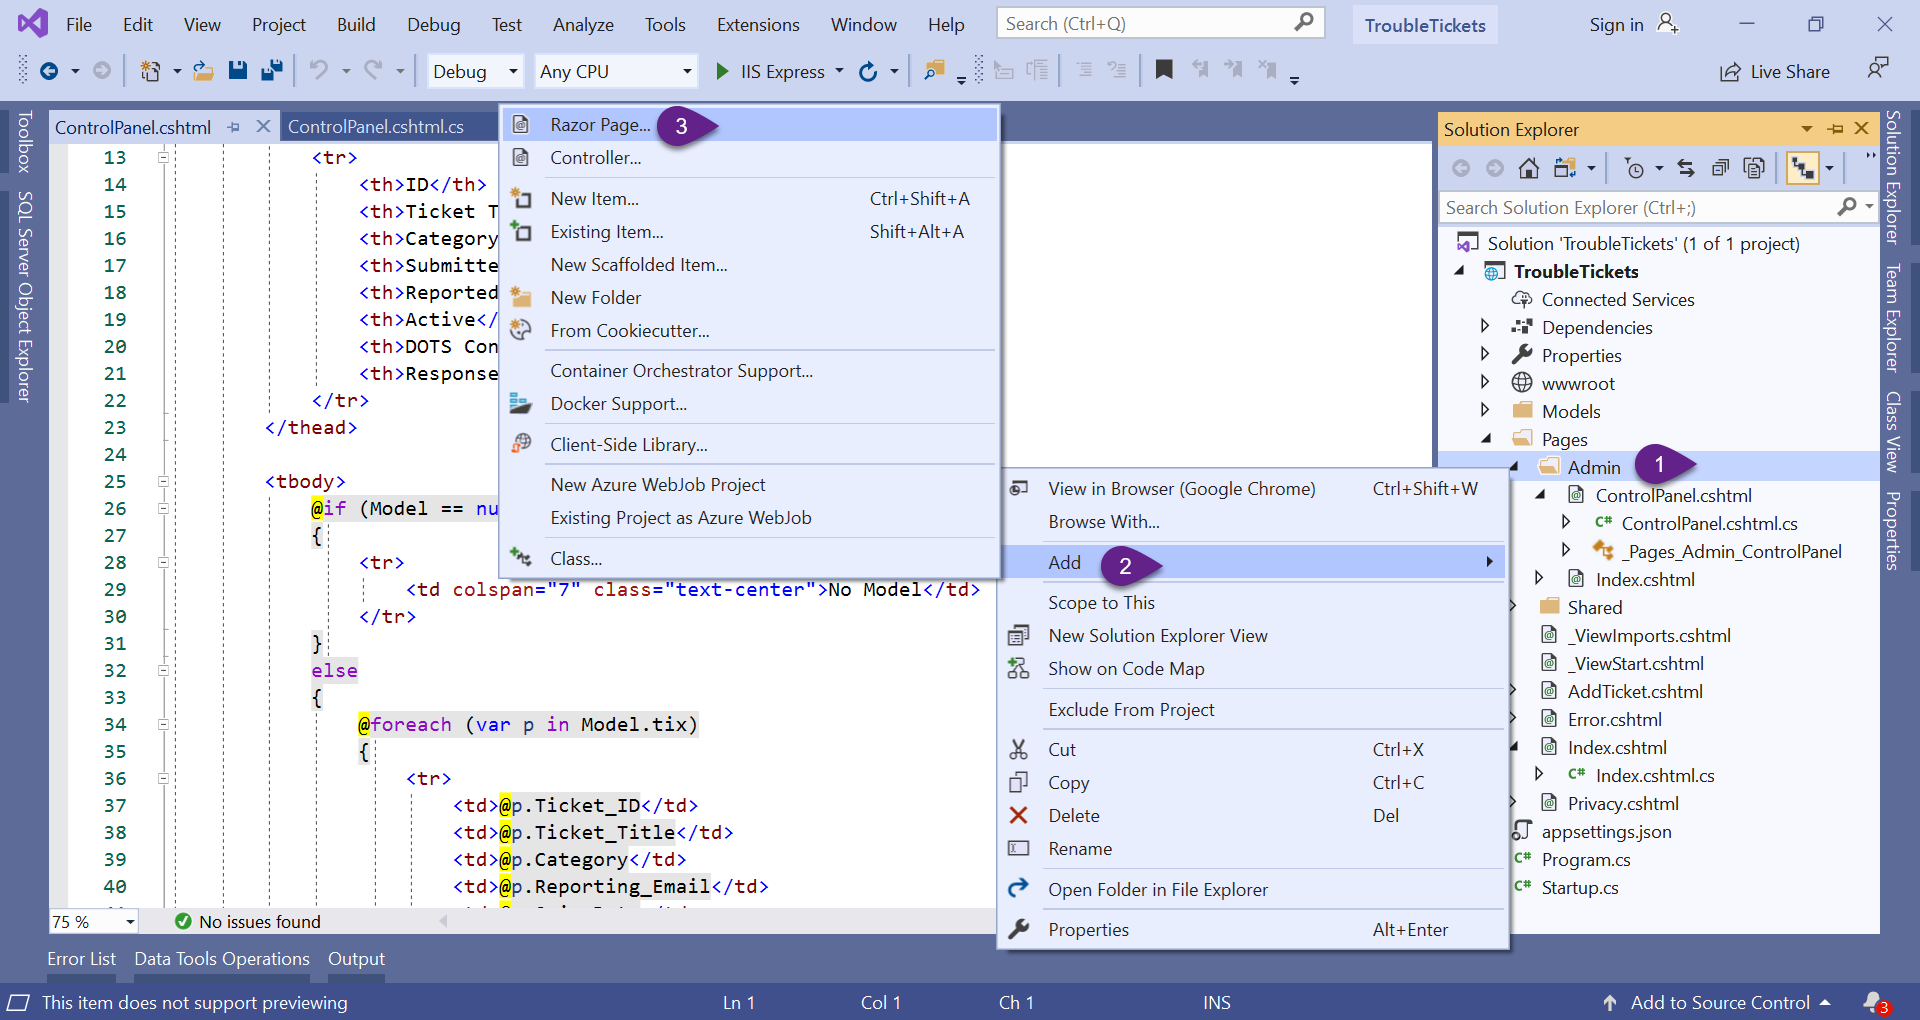 File Edit View Project Build Debug Test Analyze Tools Extensions Window Help Search (Ctrl+Q) TroubleTickets Sign in
Debug Any CPU IIS Express Live Share
Toolbox
SQL Server Object Explorer
ControlPanel.cshtml ControlPanel.cshtml.cs
13 <tr>
14 <th>ID</th>
15 <th>Ticket T
16 <th>Category
17 <th>Submitte
18 <th>Reported
19 <th>Active</
20 <th>DOTS Con
21 <th>Response
22 </tr>
23 </thead>
24
25 <tbody>
26 @if (Model == nu
27 {
28 <tr>
29 <td colspan="7" class="text-center">No Model</td>
30 </tr>
31 }
32 else
33 {
34 @foreach (var p in Model.tix)
35 {
36 <tr>
37 <td>@p.Ticket_ID</td>
38 <td>@p.Ticket_Title</td>
39 <td>@p.Category</td>
40 <td>@p.Reporting_Email</td>
Razor Page... 3
Controller...
New Item... Ctrl+Shift+A
Existing Item... Shift+Alt+A
New Scaffolded Item...
New Folder
From Cookiecutter...
Container Orchestrator Support...
Docker Support...
Client-Side Library...
New Azure WebJob Project
Existing Project as Azure WebJob
Class...
View in Browser (Google Chrome) Ctrl+Shift+W
Browse With...
Add 2
Scope to This
New Solution Explorer View
Show on Code Map
Exclude From Project
Cut Ctrl+X
Copy Ctrl+C
Delete Del
Rename
Open Folder in File Explorer
Properties Alt+Enter
Solution Explorer
Search Solution Explorer (Ctrl+;)
Solution 'TroubleTickets' (1 of 1 project)
TroubleTickets
Connected Services
Dependencies
Properties
wwwroot
Models
Pages
Admin 1
ControlPanel.cshtml
C# ControlPanel.cshtml.cs
_Pages_Admin_ControlPanel
Index.cshtml
Shared
_ViewImports.cshtml
_ViewStart.cshtml
AddTicket.cshtml
Error.cshtml
Index.cshtml
C# Index.cshtml.cs
Privacy.cshtml
appsettings.json
C# Program.cs
C# Startup.cs
Solution Explorer
Team Explorer
Class View
Properties
75 % No issues found
Error List Data Tools Operations Output
This item does not support previewing Ln 1 Col 1 Ch 1 INS Add to Source Control 3